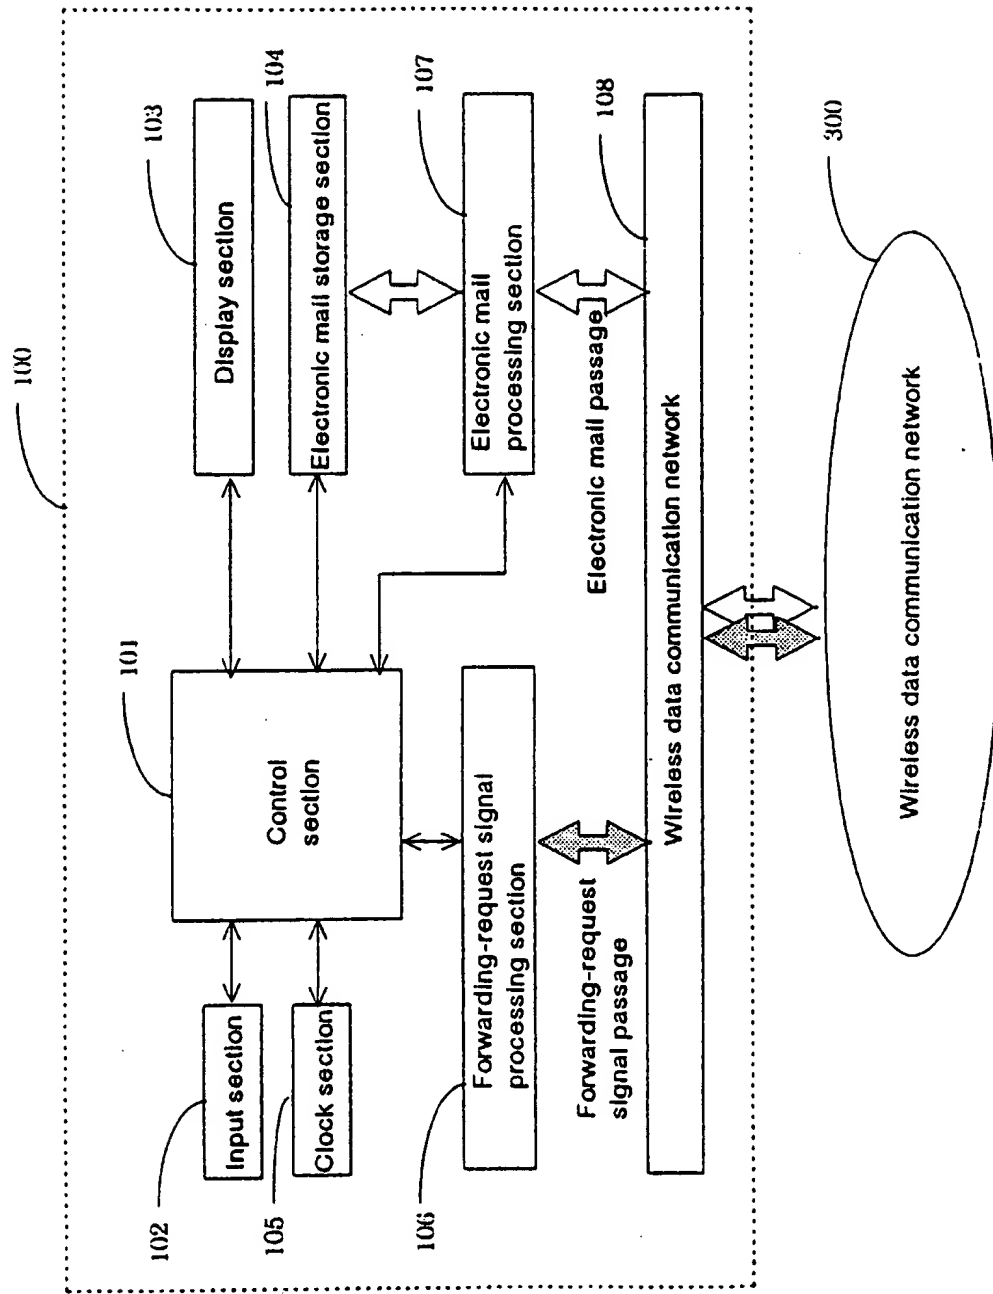 100
101
103
Display section
104
Electronic mail storage section
102
Input section
105
Clock section
Control
section
107
Electronic mail
processing section
106
Forwarding-request signal
processing section
Forwarding-request
signal passage
Electronic mail passage
108
Wireless data communication network
300
Wireless data communication network